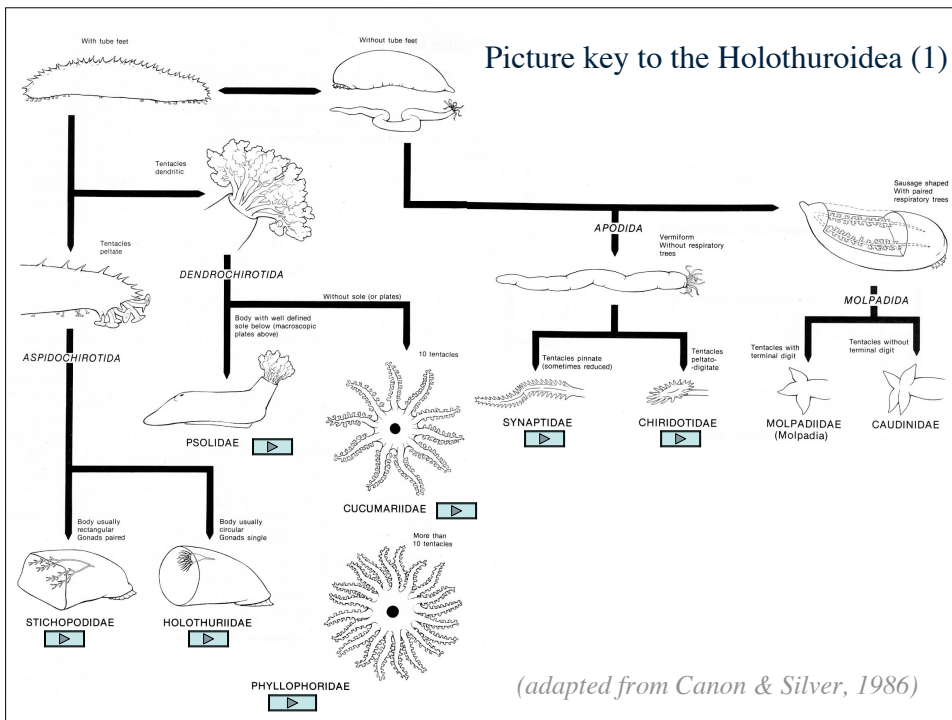 Picture key to the Holothuroidea (1)
With tube feet
Without tube feet
Tentacles
dendritic
Tentacles
peltate
DENDROCHIROTIDA
Without sole (or plates)
Body with well defined
sole below (macroscopic
plates above)
ASPIDOCHIROTIDA
PSOLIDAE
10 tentacles
CUCUMARIIDAE
More than
10 tentacles
PHYLLOPHORIDAE
Body usually
rectangular
Gonads paired
STICHOPODIDAE
Body usually
circular
Gonads single
HOLOTHURIIDAE
APODIDA
Vermiform
Without respiratory
trees
Tentacles pinnate
(sometimes reduced)
SYNAPTIDAE
Tentacles
peltato-
-digitate
CHIRIDOTIDAE
Sausage shaped
With paired
respiratory trees
MOLPADIDA
Tentacles with
terminal digit
MOLPADIIDAE
(Molpadia)
Tentacles without
terminal digit
CAUDINIDAE
(adapted from Canon & Silver, 1986)